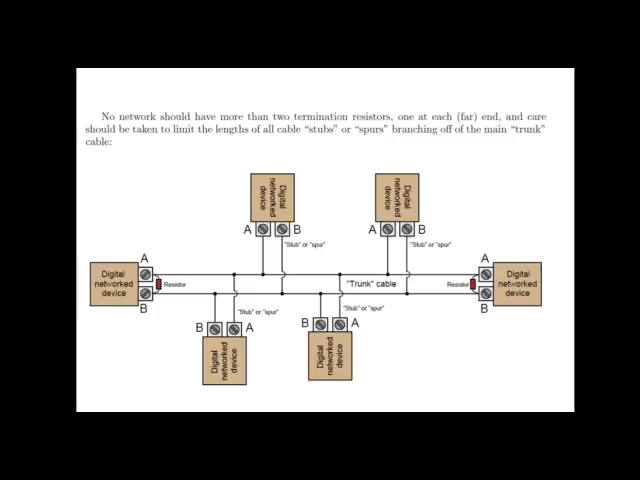 No network should have more than two termination resistors, one at each (far) end, and care
should be taken to limit the lengths of all cable “stubs” or “spurs” branching off of the main “trunk”
cable:
Digital
networked
device
Digital
networked
device
A B
A B
"Stub" or "spur"
"Stub" or "spur"
A
A
Digital
networked
device
Resistor
"Trunk" cable
Resistor
Digital
networked
device
B
B
"Stub" or "spur"
"Stub" or "spur"
B A
B A
Digital
networked
device
Digital
networked
device